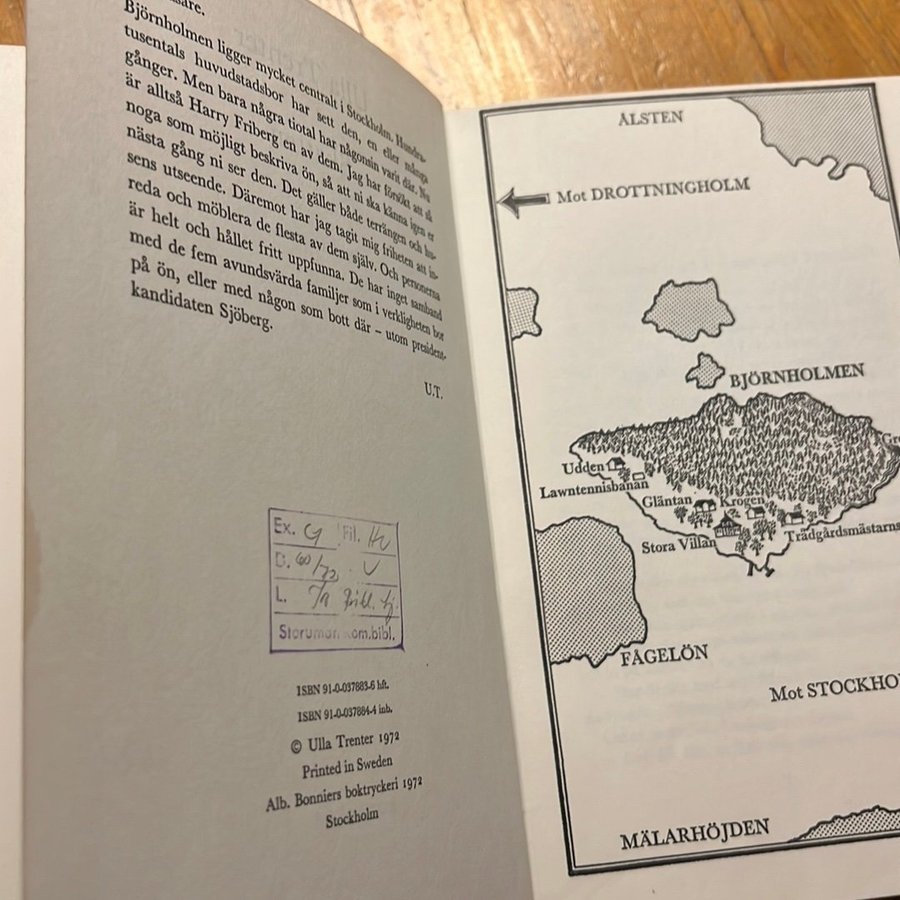 Björnholmen ligger mycket centralt i Stockholm. Hundra-
tusentals huvudstadsbor har sett den, en eller många
gånger. Men bara några tiotal har någonsin varit där. Nu
är alltså Harry Friberg en av dem. Jag har försökt att så
noga som möjligt beskriva ön, så att ni ska känna igen er
nästa gång ni ser den. Det gäller både terrängen och hu-
sens utseende. Däremot har jag tagit mig friheten att in-
reda och möblera de flesta av dem själv. Och personerna
är helt och hållet fritt uppfunna. De har inget samband
med de fem avundsvärda familjer som i verkligheten bor
på ön, eller med någon som bott där – utom president-
kandidaten Sjöberg.
U.T.
Ex. Fil.
D.
L.
Storuman kom.bibl.
ISBN 91-0-037883-6 hft.
ISBN 91-0-037884-4 inb.
© Ulla Trenter 1972
Printed in Sweden
Alb. Bonniers boktryckeri 1972
Stockholm
ÅLSTEN
Mot DROTTNINGHOLM
BJÖRNHOLMEN
Udden
Lawntennisbanan
Gläntan
Krogen
Stora Villan
Trädgårdsmästarns
FÅGELÖN
Mot STOCKHO
MÄLARHÖJDEN